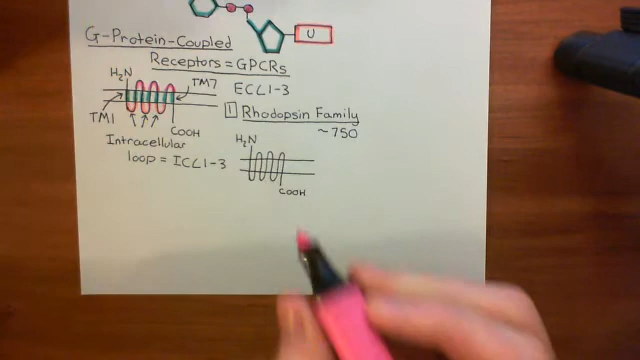 U
G-Protein-Coupled
Receptors = GPCRs
H₂N
TM7
ECL1-3
TM1
COOH
1 Rhodopsin Family
~750
Intracellular
loop = ICL1-3
H₂N
COOH